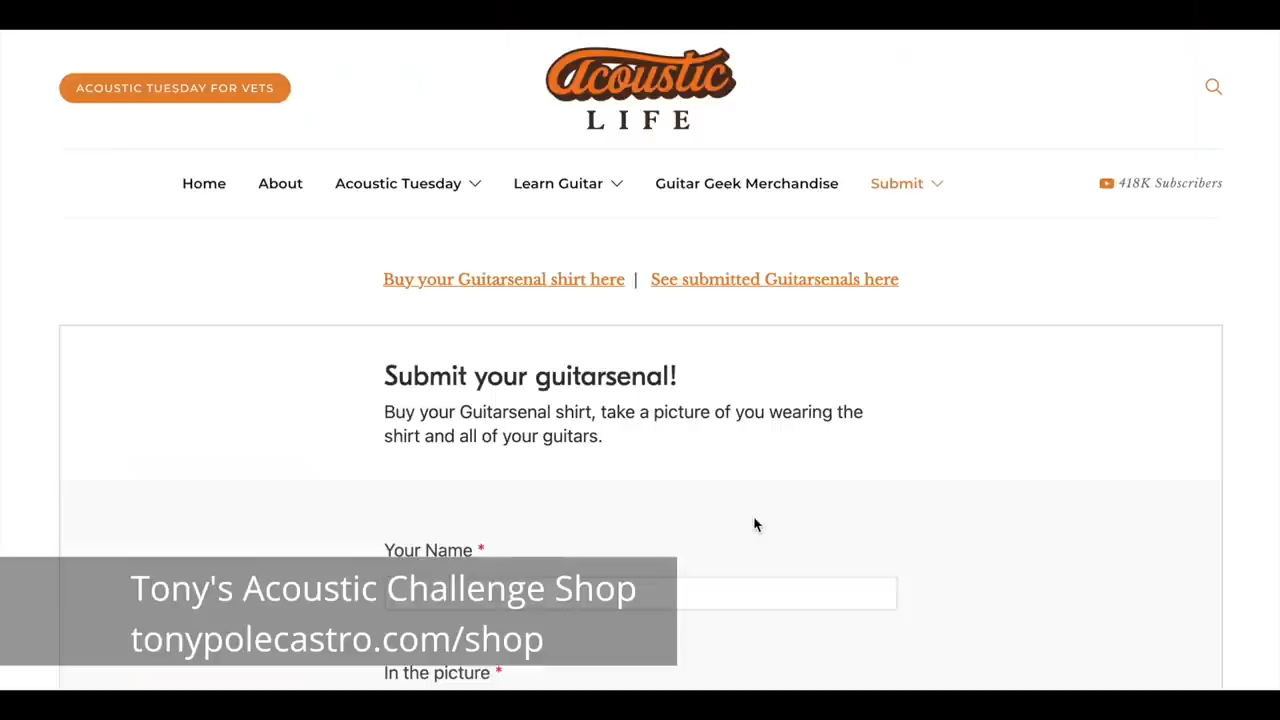 ACOUSTIC TUESDAY FOR VETS
Acoustic
LIFE
Home About Acoustic Tuesday Learn Guitar Guitar Geek Merchandise Submit 418K Subscribers
Buy your Guitarsenal shirt here | See submitted Guitarsenals here
Submit your guitarsenal!
Buy your Guitarsenal shirt, take a picture of you wearing the
shirt and all of your guitars.
Your Name *
Tony's Acoustic Challenge Shop
tonypolecastro.com/shop
In the picture *